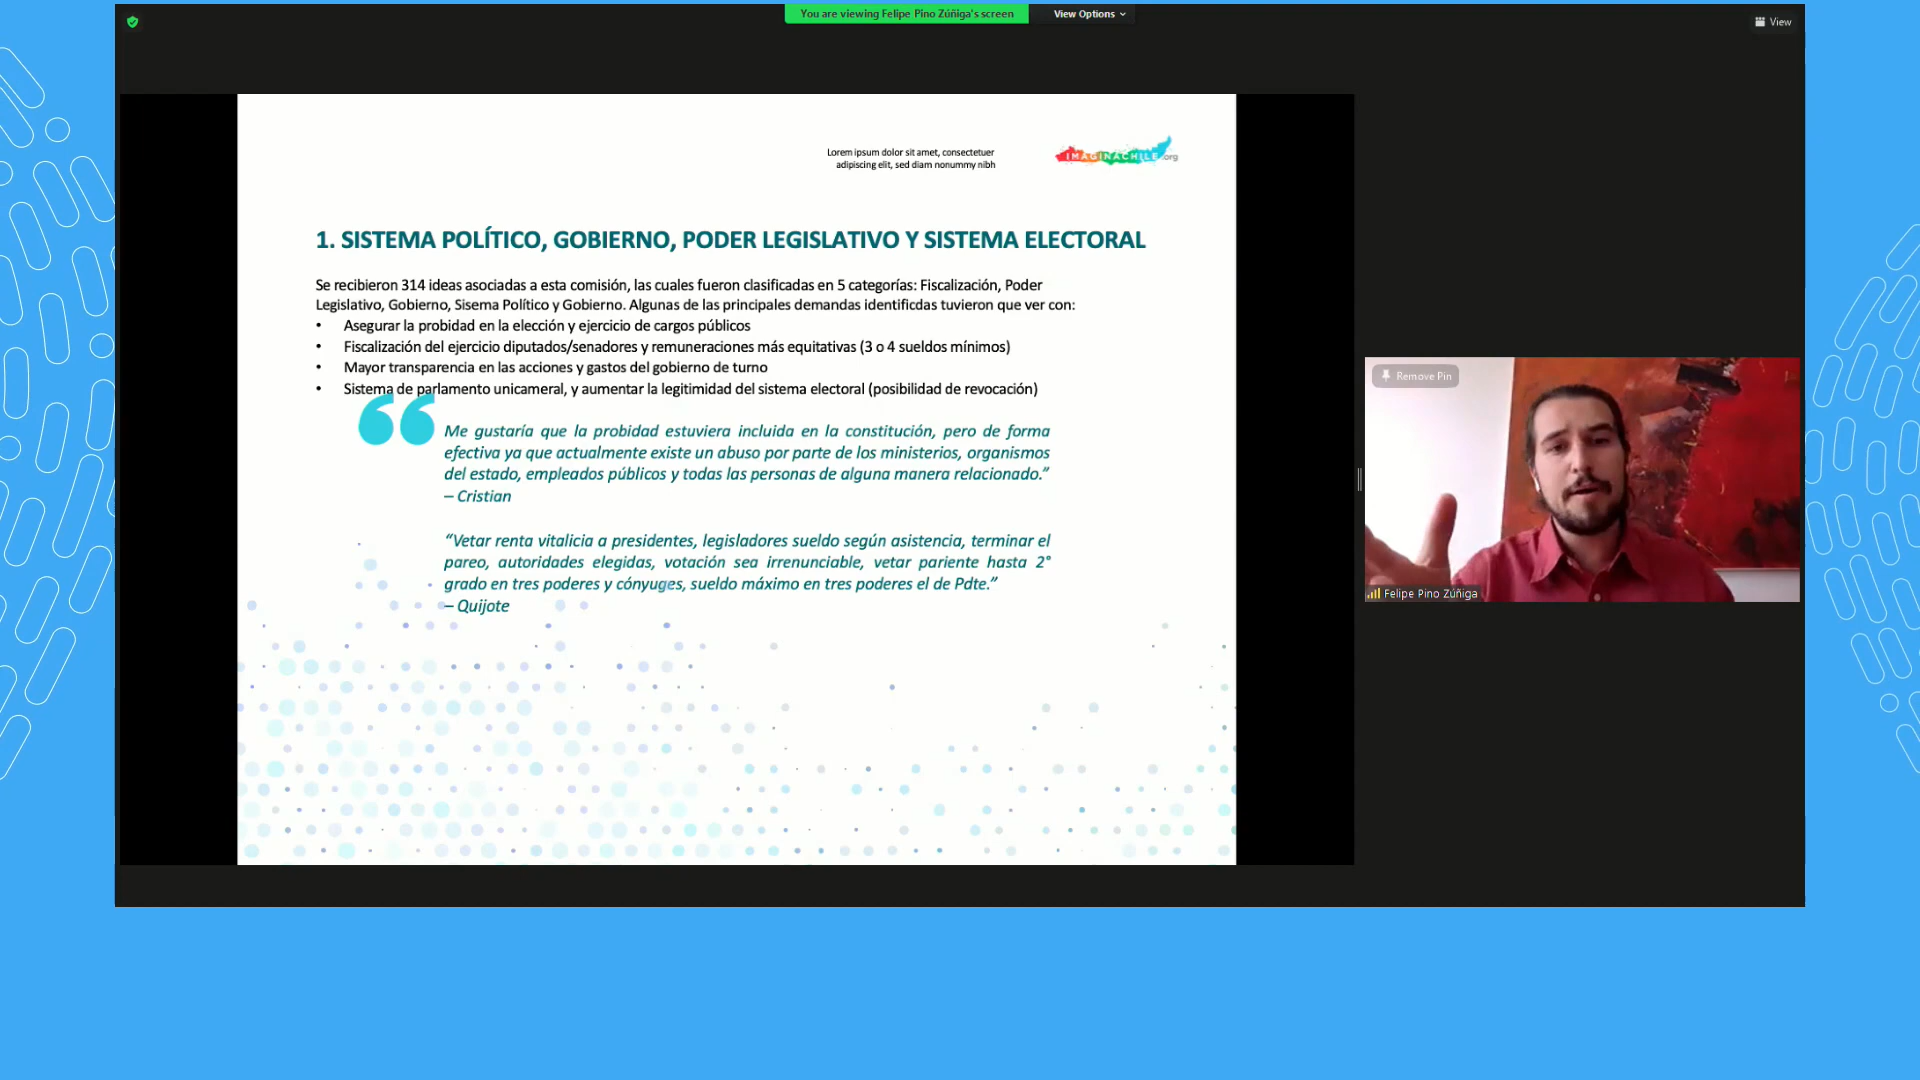 You are viewing Felipe Pino Zúñiga's screen
View Options
View
Lorem ipsum dolor sit amet, consectetuer
adipiscing elit, sed diam nonummy nibh
IMAGINACHILE.org
1. SISTEMA POLÍTICO, GOBIERNO, PODER LEGISLATIVO Y SISTEMA ELECTORAL
Se recibieron 314 ideas asociadas a esta comisión, las cuales fueron clasificadas en 5 categorías: Fiscalización, Poder
Legislativo, Gobierno, Sisema Político y Gobierno. Algunas de las principales demandas identificdas tuvieron que ver con:
• Asegurar la probidad en la elección y ejercicio de cargos públicos
• Fiscalización del ejercicio diputados/senadores y remuneraciones más equitativas (3 o 4 sueldos mínimos)
• Mayor transparencia en las acciones y gastos del gobierno de turno
• Sistema de parlamento unicameral, y aumentar la legitimidad del sistema electoral (posibilidad de revocación)
“Me gustaría que la probidad estuviera incluida en la constitución, pero de forma
efectiva ya que actualmente existe un abuso por parte de los ministerios, organismos
del estado, empleados públicos y todas las personas de alguna manera relacionado.”
– Cristian
“Vetar renta vitalicia a presidentes, legisladores sueldo según asistencia, terminar el
pareo, autoridades elegidas, votación sea irrenunciable, vetar pariente hasta 2°
grado en tres poderes y cónyuges, sueldo máximo en tres poderes el de Pdte.”
– Quijote
Remove Pin
Felipe Pino Zúñiga